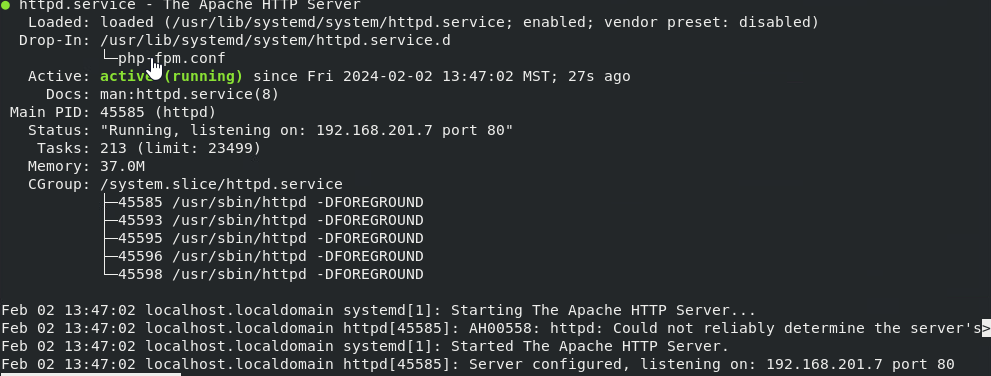 ● httpd.service - The Apache HTTP Server
Loaded: loaded (/usr/lib/systemd/system/httpd.service; enabled; vendor preset: disabled)
Drop-In: /usr/lib/systemd/system/httpd.service.d
└─php-fpm.conf
Active: active (running) since Fri 2024-02-02 13:47:02 MST; 27s ago
Docs: man:httpd.service(8)
Main PID: 45585 (httpd)
Status: "Running, listening on: 192.168.201.7 port 80"
Tasks: 213 (limit: 23499)
Memory: 37.0M
CGroup: /system.slice/httpd.service
├─45585 /usr/sbin/httpd -DFOREGROUND
├─45593 /usr/sbin/httpd -DFOREGROUND
├─45595 /usr/sbin/httpd -DFOREGROUND
├─45596 /usr/sbin/httpd -DFOREGROUND
└─45598 /usr/sbin/httpd -DFOREGROUND
Feb 02 13:47:02 localhost.localdomain systemd[1]: Starting The Apache HTTP Server...
Feb 02 13:47:02 localhost.localdomain httpd[45585]: AH00558: httpd: Could not reliably determine the server's>
Feb 02 13:47:02 localhost.localdomain systemd[1]: Started The Apache HTTP Server.
Feb 02 13:47:02 localhost.localdomain httpd[45585]: Server configured, listening on: 192.168.201.7 port 80